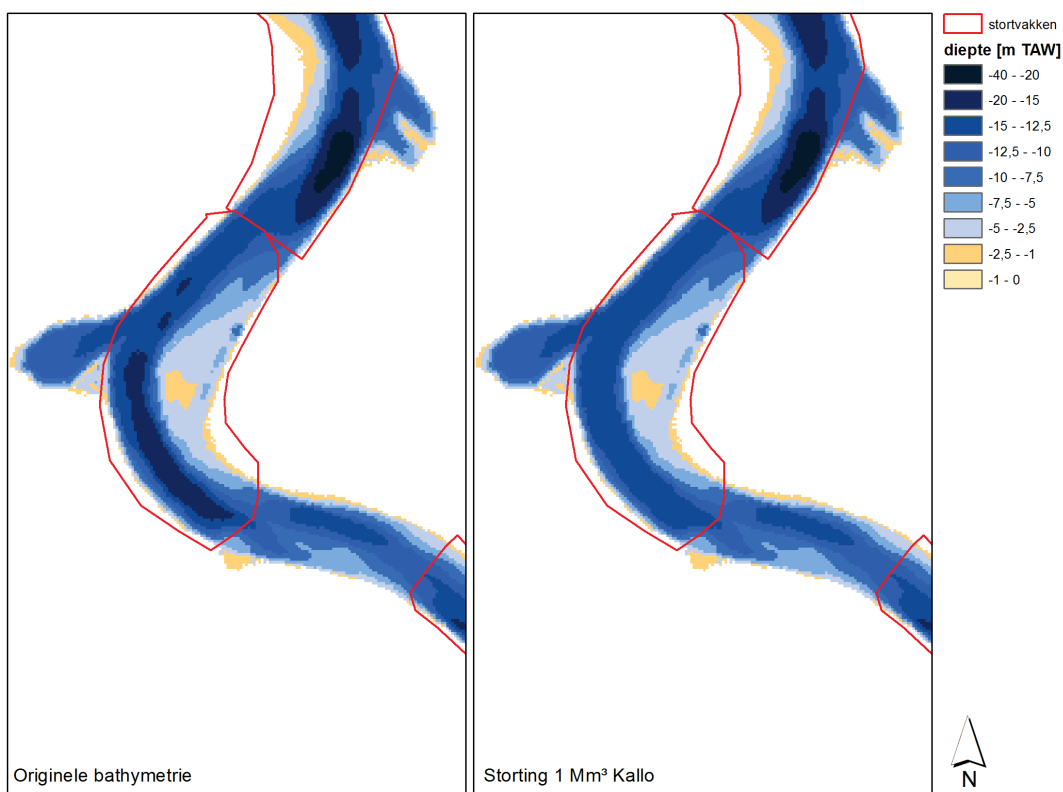 stortvakken
diepte [m TAW]
-40 - -20
-20 - -15
-15 - -12,5
-12,5 - -10
-10 - -7,5
-7,5 - -5
-5 - -2,5
-2,5 - -1
-1 - 0
Originele bathymetrie
Storting 1 Mm³ Kallo
N